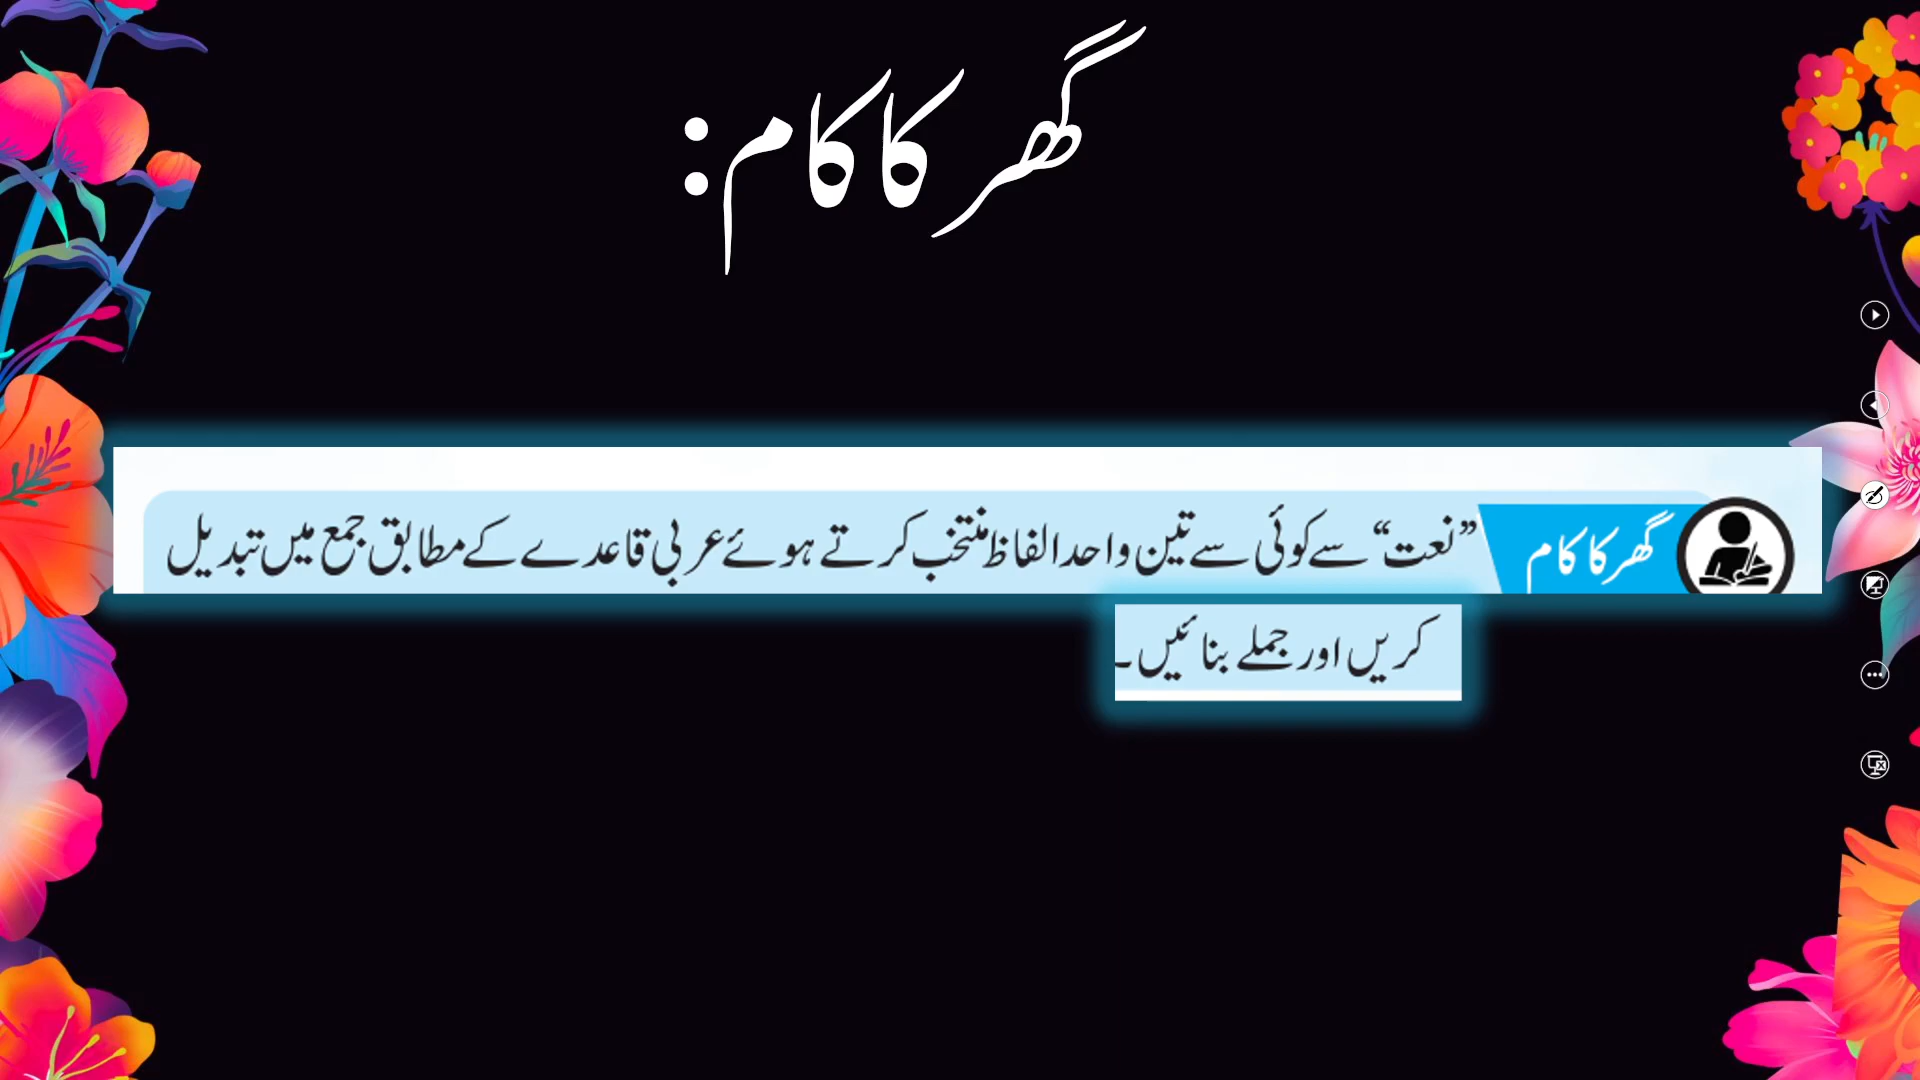 گھر کا کام:
گھر کا کام
”نعت“ سے کوئی سے تین واحد الفاظ منتخب کرتے ہوئے عربی قاعدے کے مطابق جمع میں تبدیل
کریں اور جملے بنائیں۔